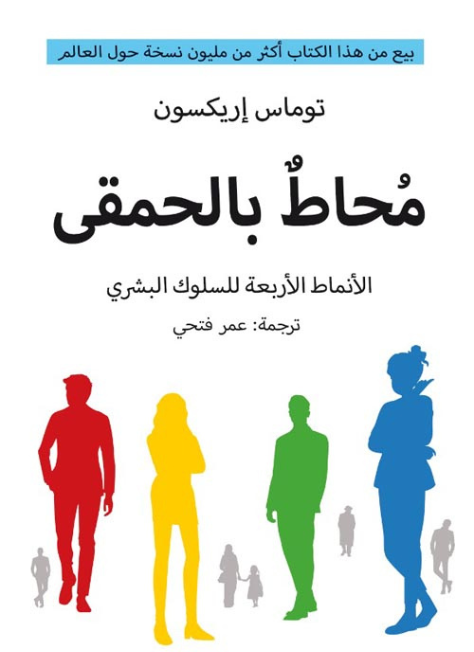 بيع من هذا الكتاب أكثر من مليون نسخة حول العالم
توماس إريكسون
مُحاطٌ بالحمقى
الأنماط الأربعة للسلوك البشري
ترجمة: عمر فتحي